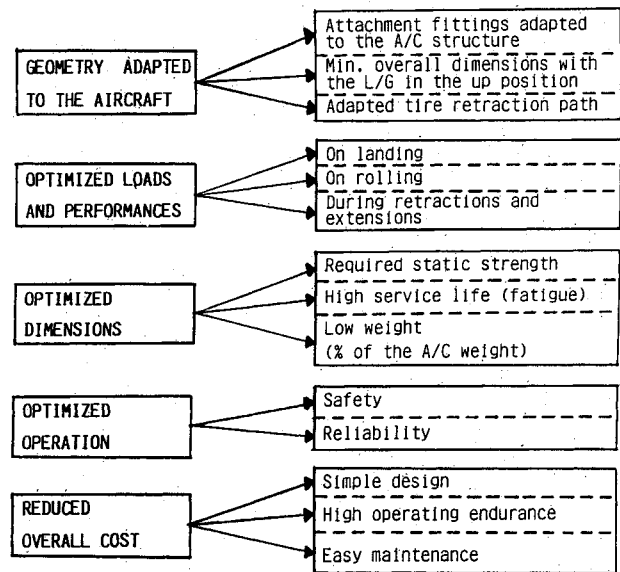 GEOMETRY ADAPTED
TO THE AIRCRAFT
Attachment fittings adapted
to the A/C structure
Min. overall dimensions with
the L/G in the up position
Adapted tire retraction path
OPTIMIZED LOADS
AND PERFORMANCES
On landing
On rolling
During retractions and
extensions
OPTIMIZED
DIMENSIONS
Required static strength
High service life (fatigue)
Low weight
(% of the A/C weight)
OPTIMIZED
OPERATION
Safety
Reliability
REDUCED
OVERALL COST
Simple design
High operating endurance
Easy maintenance